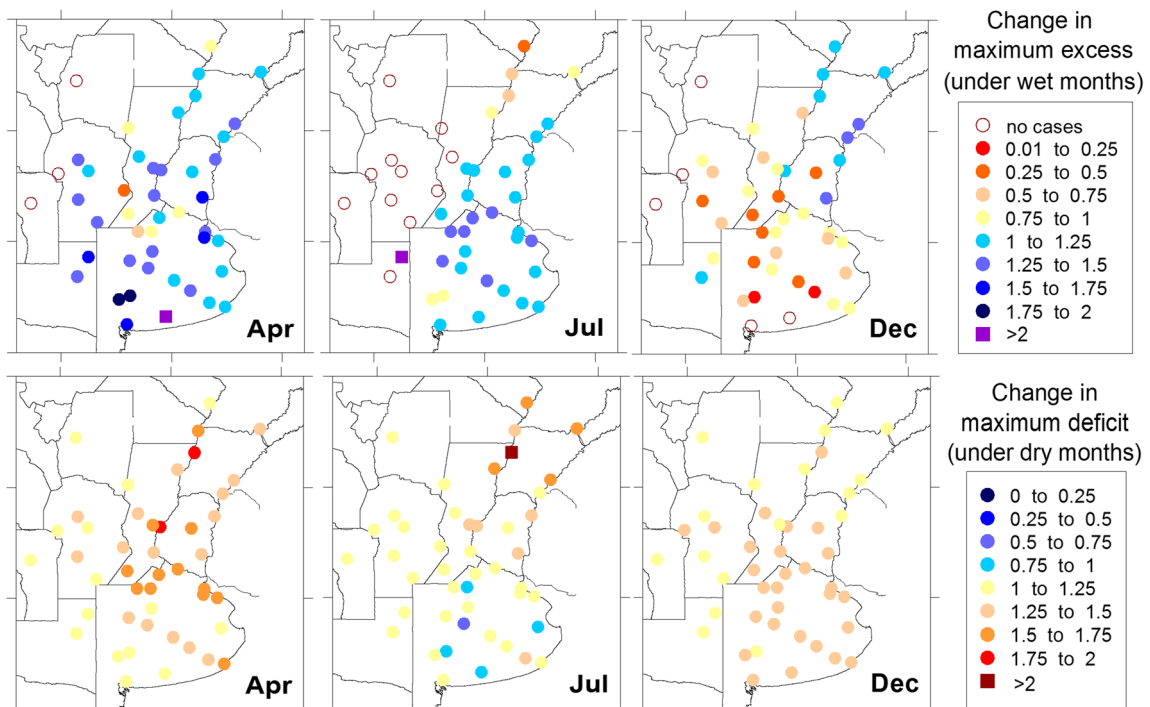 Change in
maximum excess
(under wet months)
no cases
0.01 to 0.25
0.25 to 0.5
0.5 to 0.75
0.75 to 1
1 to 1.25
1.25 to 1.5
1.5 to 1.75
1.75 to 2
>2
Apr
Jul
Dec
Change in
maximum deficit
(under dry months)
0 to 0.25
0.25 to 0.5
0.5 to 0.75
0.75 to 1
1 to 1.25
1.25 to 1.5
1.5 to 1.75
1.75 to 2
>2
Apr
Jul
Dec